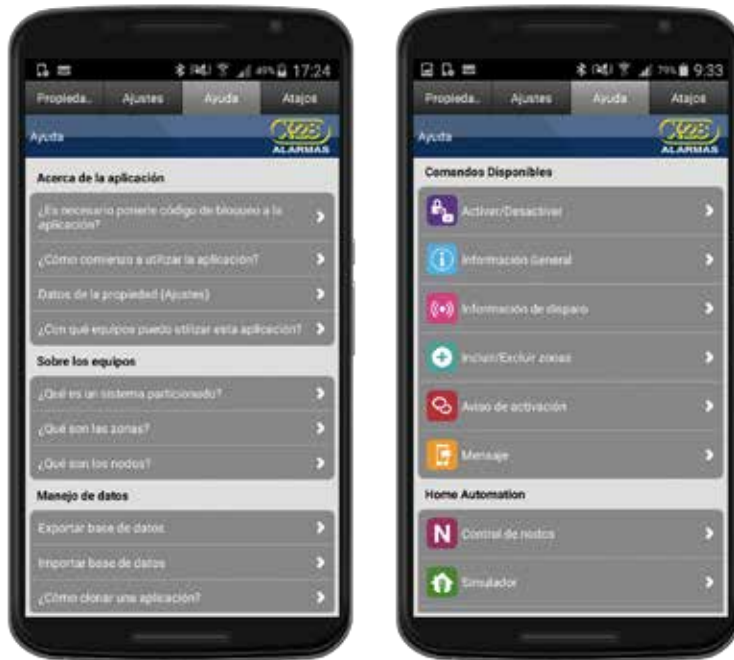 49% 17:24
Propieda..
Ajustes
Ayuda
Atajos
Ayuda
X-28
ALARMAS
Acerca de la aplicación
¿Es necesario ponerle código de bloqueo a la
aplicación?
¿Cómo comienzo a utilizar la aplicación?
Datos de la propiedad (Ajustes)
¿Con qué equipos puedo utilizar esta aplicación?
Sobre los equipos
¿Qué es un sistema particionado?
¿Qué son las zonas?
¿Qué son los nodos?
Manejo de datos
Exportar base de datos
Importar base de datos
¿Cómo clonar una aplicación?
79% 9:33
Propieda..
Ajustes
Ayuda
Atajos
Ayuda
X-28
ALARMAS
Comandos Disponibles
Activar/Desactivar
Información General
Información de disparo
Incluir/Excluir zonas
Aviso de activación
Mensaje
Home Automation
N Control de nodos
Simulador